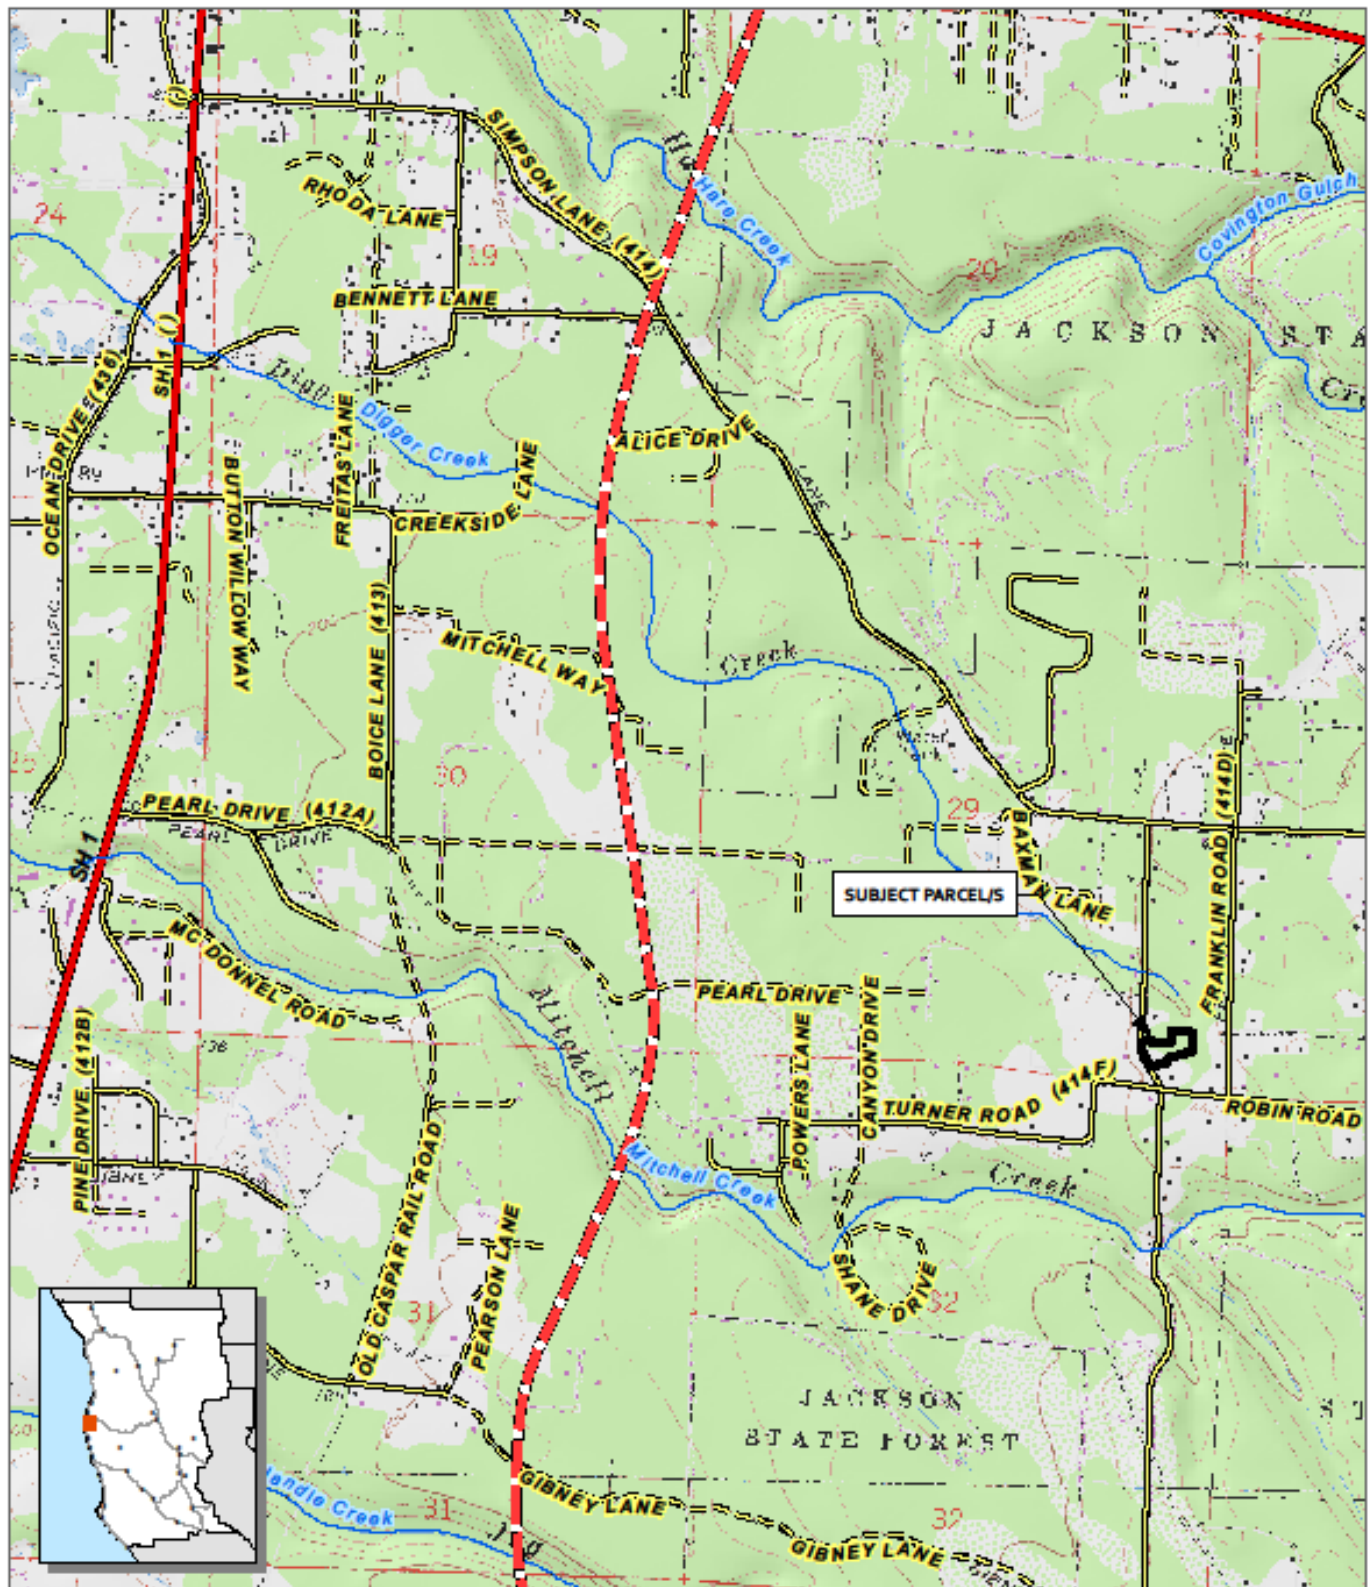 SIMPSON LANE (414)
RHODA LANE
24
19
Hare Creek
Covington Gulch
20
BENNETT LANE
JACKSON STA
SH 1 ( )
OCEAN DRIVE (436)
Digger Creek
FREITAS LANE
ALICE DRIVE
LANE
BUTTON WILLOW WAY
CREEKSIDE LANE
BOICE LANE (413)
MITCHELL WAY
Creek
30
29
PEARL DRIVE (412A)
PEARL DRIVE
SH 1
BAXMAN LANE
FRANKLIN ROAD (414D)
SUBJECT PARCEL/S
MC DONNEL ROAD
Mitchell
PEARL DRIVE
CANYON DRIVE
POWERS LANE
PINE DRIVE (412B)
TURNER ROAD (414F)
ROBIN ROAD
Mitchell Creek
Creek
OLD CASPAR RAIL ROAD
PEARSON LANE
SHANE DRIVE
31
32
JACKSON
STATE FOREST
GIBNEY LANE
31
32
GIBNEY LANE